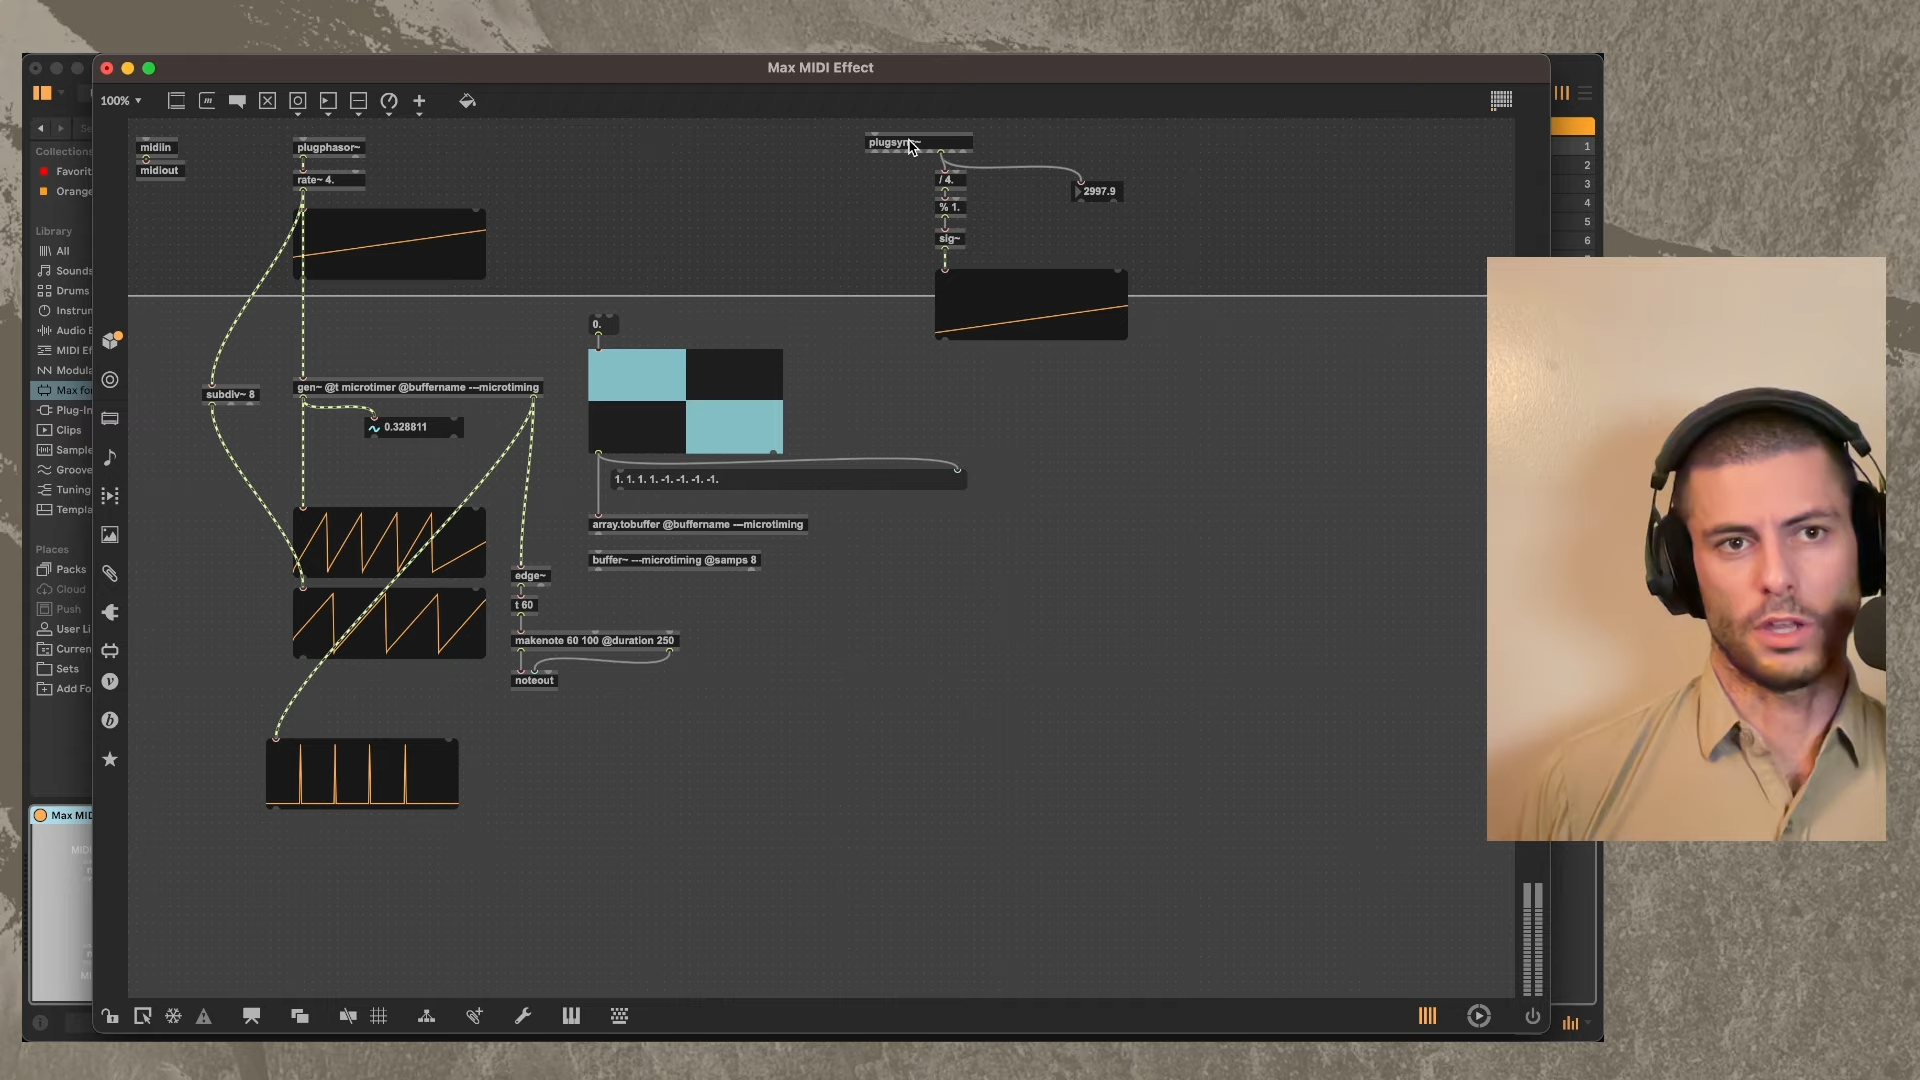 Max MIDI Effect
100%
midiin
midiout
plugphasor~
rate~ 4.
/ 4.
2997.9
% 1.
sig~
0.
subdiv~ 8
gen~ @t microtimer @buffername ---microtiming
0.328811
1. 1. 1. 1. -1. -1. -1. -1.
array.tobuffer @buffername ---microtiming
buffer~ ---microtiming @samps 8
edge~
t 60
makenote 60 100 @duration 250
noteout
Collections
Favorit
Orange
Library
All
Sounds
Drums
Instrum
Audio E
MIDI Ef
Modula
Max fo
Plug-In
Clips
Sample
Groove
Tuning
Templa
Places
Packs
Cloud
Push
User Li
Curren
Sets
Add Fo
Max MID
1
2
3
4
5
6